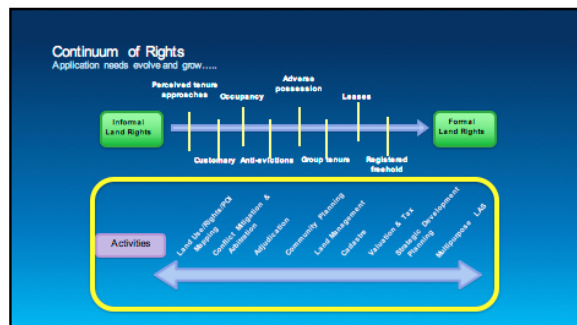 Continuum of Rights
Application needs evolve and grow.....
Perceived tenure
approaches
Occupancy
Adverse
possession
Leases
Informal
Land Rights
Formal
Land Rights
Customary
Anti-evictions
Group tenure
Registered
freehold
Activities
Land Use/Rights/POI
Mapping
Conflict Mitigation &
Arbitration
Adjudication
Community Planning
Land Management
Cadastre
Valuation & Tax
Strategic Development
Planning
Multipurpose LAS